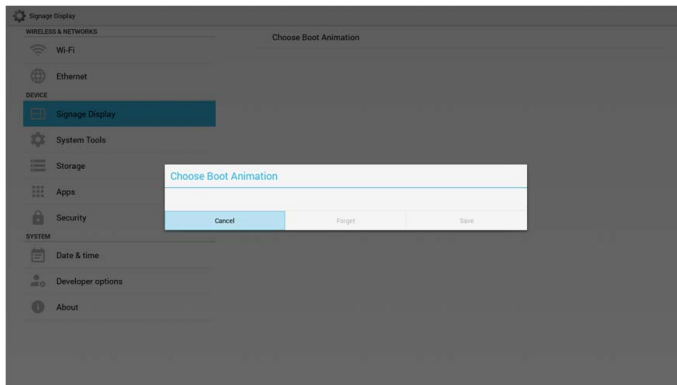 Signage Display
WIRELESS & NETWORKS
Choose Boot Animation
Wi-Fi
Ethernet
DEVICE
Signage Display
System Tools
Storage
Choose Boot Animation
Apps
Security
Cancel Forget Save
SYSTEM
Date & time
Developer options
About